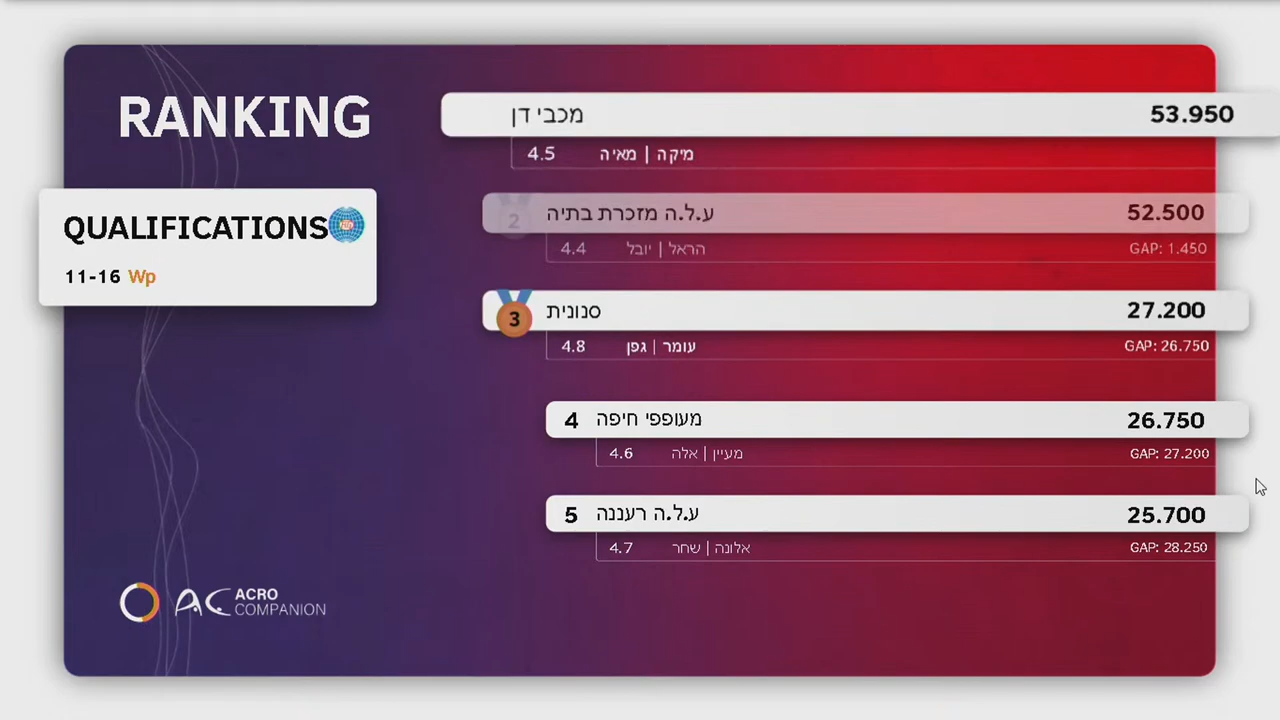 RANKING
QUALIFICATIONS
11-16 Wp
מכבי דן 53.950
4.5 מיקה | מאיה
2 ע.ל.ה מזכרת בתיה 52.500
4.4 הראל | יובל GAP: 1.450
3 סנונית 27.200
4.8 עומר | גפן GAP: 26.750
4 מעופפי חיפה 26.750
4.6 מעיין | אלה GAP: 27.200
5 ע.ל.ה רעננה 25.700
4.7 אלונה | שחר GAP: 28.250
AC ACRO
COMPANION